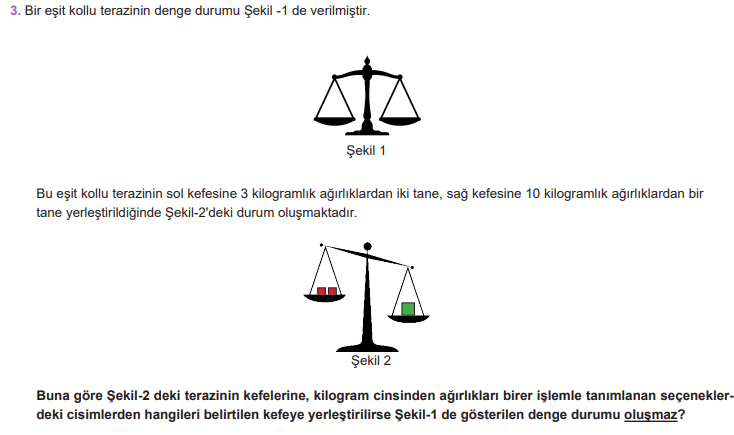 3. Bir eşit kollu terazinin denge durumu Şekil -1 de verilmiştir.
Şekil 1
Bu eşit kollu terazinin sol kefesine 3 kilogramlık ağırlıklardan iki tane, sağ kefesine 10 kilogramlık ağırlıklardan bir
tane yerleştirildiğinde Şekil-2'deki durum oluşmaktadır.
Şekil 2
Buna göre Şekil-2 deki terazinin kefelerine, kilogram cinsinden ağırlıkları birer işlemle tanımlanan seçenekler-
deki cisimlerden hangileri belirtilen kefeye yerleştirilirse Şekil-1 de gösterilen denge durumu oluşmaz?